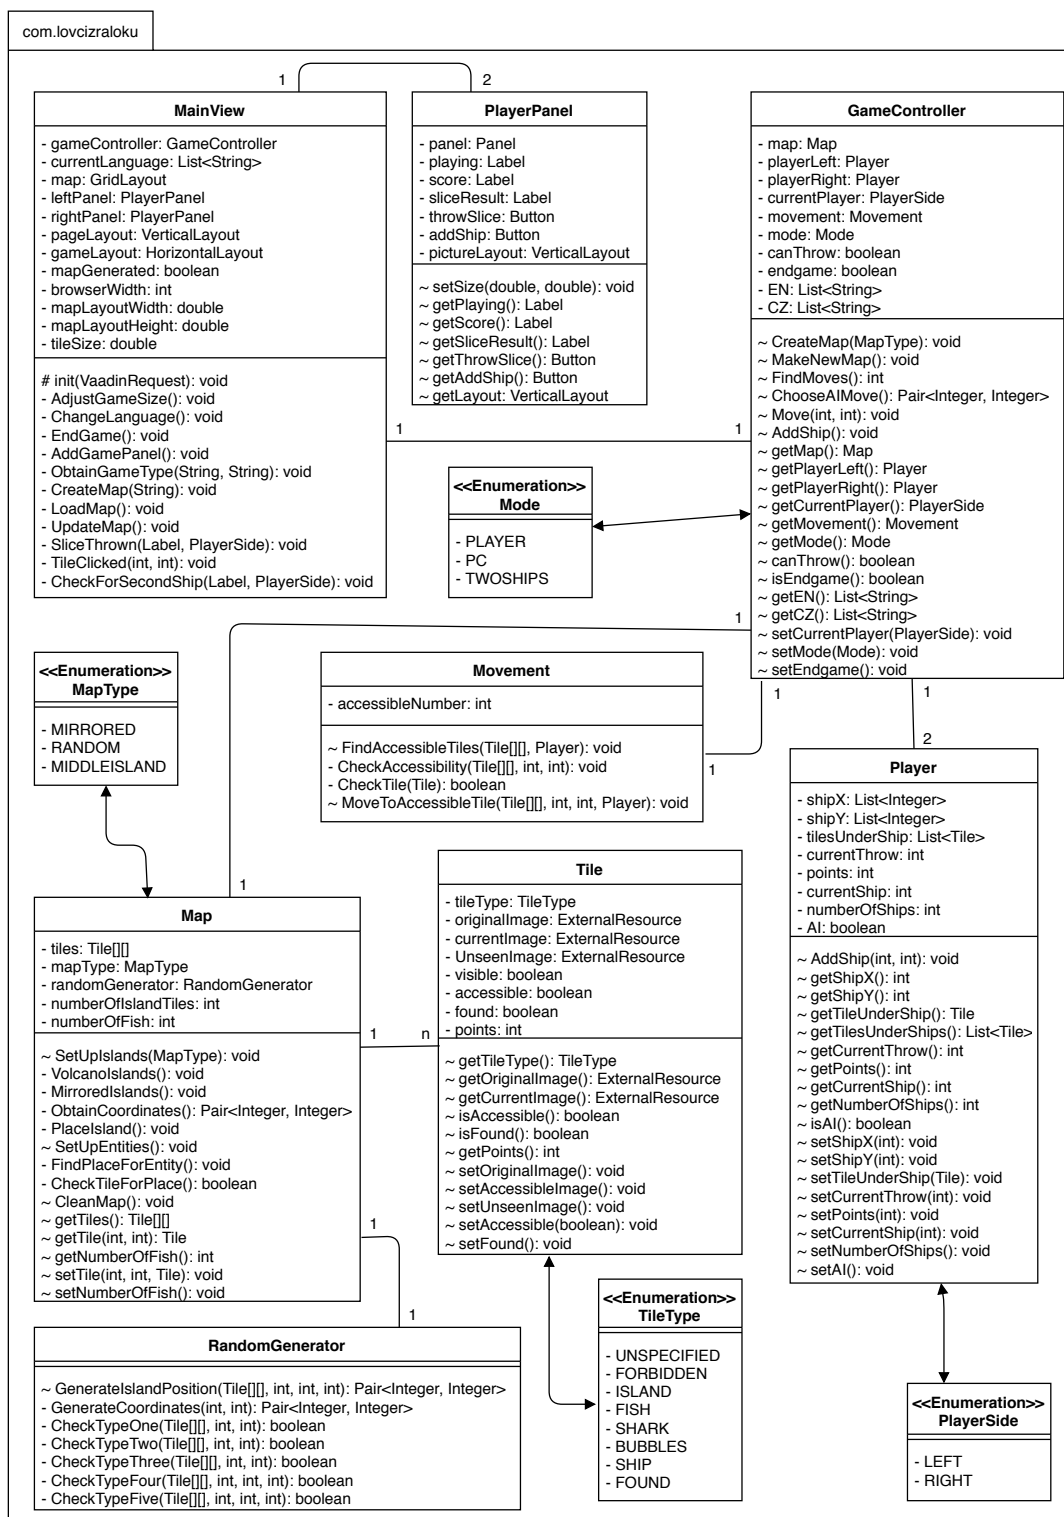 com.lovcizraloku
1
2
MainView
- gameController: GameController
- currentLanguage: List<String>
- map: GridLayout
- leftPanel: PlayerPanel
- rightPanel: PlayerPanel
- pageLayout: VerticalLayout
- gameLayout: HorizontalLayout
- mapGenerated: boolean
- browserWidth: int
- mapLayoutWidth: double
- mapLayoutHeight: double
- tileSize: double
# init(VaadinRequest): void
- AdjustGameSize(): void
- ChangeLanguage(): void
- EndGame(): void
- AddGamePanel(): void
- ObtainGameType(String, String): void
- CreateMap(String): void
- LoadMap(): void
- UpdateMap(): void
- SliceThrown(Label, PlayerSide): void
- TileClicked(int, int): void
- CheckForSecondShip(Label, PlayerSide): void
PlayerPanel
- panel: Panel
- playing: Label
- score: Label
- sliceResult: Label
- throwSlice: Button
- addShip: Button
- pictureLayout: VerticalLayout
~ setSize(double, double): void
~ getPlaying(): Label
~ getScore(): Label
~ getSliceResult(): Label
~ getThrowSlice(): Button
~ getAddShip(): Button
~ getLayout: VerticalLayout
GameController
- map: Map
- playerLeft: Player
- playerRight: Player
- currentPlayer: PlayerSide
- movement: Movement
- mode: Mode
- canThrow: boolean
- endgame: boolean
- EN: List<String>
- CZ: List<String>
~ CreateMap(MapType): void
~ MakeNewMap(): void
~ FindMoves(): int
~ ChooseAIMove(): Pair<Integer, Integer>
~ Move(int, int): void
~ AddShip(): void
~ getMap(): Map
~ getPlayerLeft(): Player
~ getPlayerRight(): Player
~ getCurrentPlayer(): PlayerSide
~ getMovement(): Movement
~ getMode(): Mode
~ canThrow(): boolean
~ isEndgame(): boolean
~ getEN(): List<String>
~ getCZ(): List<String>
~ setCurrentPlayer(PlayerSide): void
~ setMode(Mode): void
~ setEndgame(): void
1
1
<<Enumeration>>
Mode
- PLAYER
- PC
- TWOSHIPS
1
<<Enumeration>>
MapType
- MIRRORED
- RANDOM
- MIDDLEISLAND
Movement
- accessibleNumber: int
~ FindAccessibleTiles(Tile[][], Player): void
- CheckAccessibility(Tile[][], int, int): void
- CheckTile(Tile): boolean
~ MoveToAccessibleTile(Tile[][], int, int, Player): void
1
1
1
2
Player
- shipX: List<Integer>
- shipY: List<Integer>
- tilesUnderShip: List<Tile>
- currentThrow: int
- points: int
- currentShip: int
- numberOfShips: int
- AI: boolean
~ AddShip(int, int): void
~ getShipX(): int
~ getShipY(): int
~ getTileUnderShip(): Tile
~ getTilesUnderShips(): List<Tile>
~ getCurrentThrow(): int
~ getPoints(): int
~ getCurrentShip(): int
~ getNumberOfShips(): int
~ isAI(): boolean
~ setShipX(int): void
~ setShipY(int): void
~ setTileUnderShip(Tile): void
~ setCurrentThrow(int): void
~ setPoints(int): void
~ setCurrentShip(int): void
~ setNumberOfShips(): void
~ setAI(): void
1
Map
- tiles: Tile[][]
- mapType: MapType
- randomGenerator: RandomGenerator
- numberOfIslandTiles: int
- numberOfFish: int
~ SetUpIslands(MapType): void
- VolcanoIslands(): void
- MirroredIslands(): void
- ObtainCoordinates(): Pair<Integer, Integer>
- PlaceIsland(): void
~ SetUpEntities(): void
- FindPlaceForEntity(): void
- CheckTileForPlace(): boolean
~ CleanMap(): void
~ getTiles(): Tile[][]
~ getTile(int, int): Tile
~ getNumberOfFish(): int
~ setTile(int, int, Tile): void
~ setNumberOfFish(): void
1
n
Tile
- tileType: TileType
- originalImage: ExternalResource
- currentImage: ExternalResource
- UnseenImage: ExternalResource
- visible: boolean
- accessible: boolean
- found: boolean
- points: int
~ getTileType(): TileType
~ getOriginalImage(): ExternalResource
~ getCurrentImage(): ExternalResource
~ isAccessible(): boolean
~ isFound(): boolean
~ getPoints(): int
~ setOriginalImage(): void
~ setAccessibleImage(): void
~ setUnseenImage(): void
~ setAccessible(boolean): void
~ setFound(): void
1
1
RandomGenerator
~ GenerateIslandPosition(Tile[][], int, int, int): Pair<Integer, Integer>
- GenerateCoordinates(int, int): Pair<Integer, Integer>
- CheckTypeOne(Tile[][], int, int): boolean
- CheckTypeTwo(Tile[][], int, int): boolean
- CheckTypeThree(Tile[][], int, int): boolean
- CheckTypeFour(Tile[][], int, int, int): boolean
- CheckTypeFive(Tile[][], int, int, int): boolean
<<Enumeration>>
TileType
- UNSPECIFIED
- FORBIDDEN
- ISLAND
- FISH
- SHARK
- BUBBLES
- SHIP
- FOUND
<<Enumeration>>
PlayerSide
- LEFT
- RIGHT